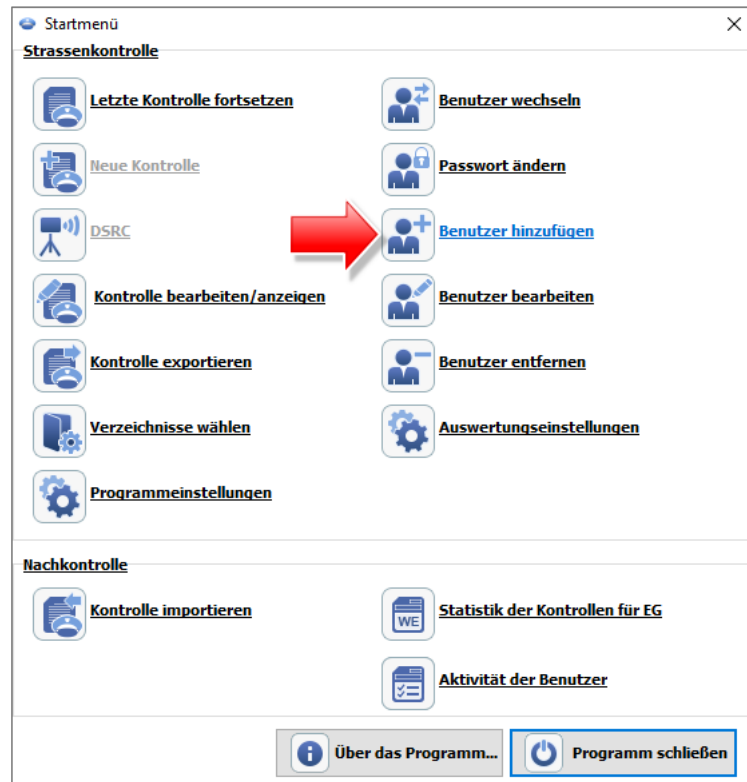 Startmenü
Strassenkontrolle
Letzte Kontrolle fortsetzen
Benutzer wechseln
Neue Kontrolle
Passwort ändern
DSRC
Benutzer hinzufügen
Kontrolle bearbeiten/anzeigen
Benutzer bearbeiten
Kontrolle exportieren
Benutzer entfernen
Verzeichnisse wählen
Auswertungseinstellungen
Programmeinstellungen
Nachkontrolle
Kontrolle importieren
WE
Statistik der Kontrollen für EG
Aktivität der Benutzer
Über das Programm...
Programm schließen